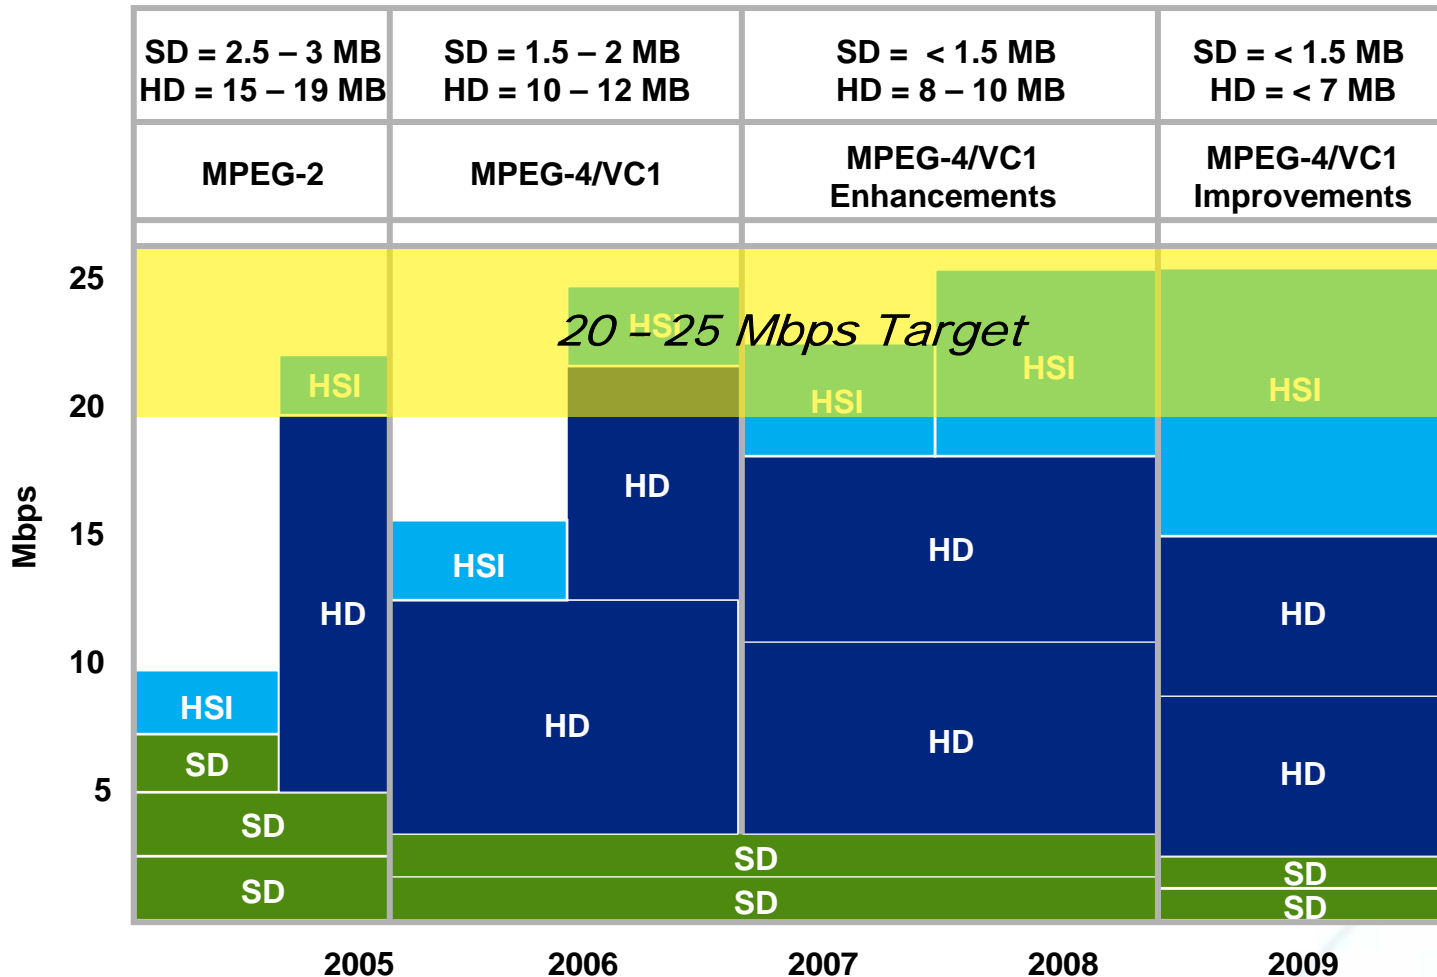 SD = 2.5 – 3 MB
HD = 15 – 19 MB
SD = 1.5 – 2 MB
HD = 10 – 12 MB
SD = < 1.5 MB
HD = 8 – 10 MB
SD = < 1.5 MB
HD = < 7 MB
MPEG-2
MPEG-4/VC1
MPEG-4/VC1
Enhancements
MPEG-4/VC1
Improvements
25
20 – 25 Mbps Target
HSI
HSI
HSI
HSI
HSI
20
HD
Mbps
15
HD
HSI
HD
HD
10
HSI
HD
HD
HD
SD
5
SD
SD
SD
SD
SD
SD
2005
2006
2007
2008
2009